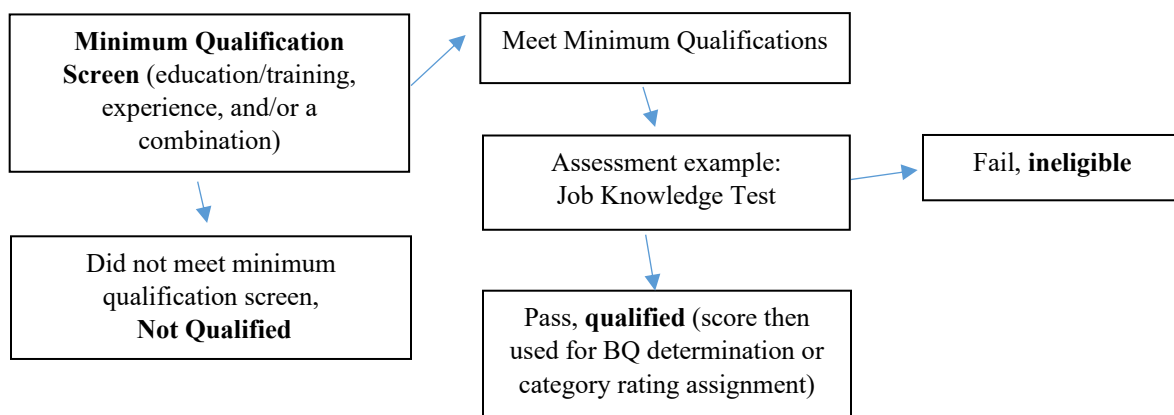 Minimum Qualification
Screen (education/training,
experience, and/or a
combination)
Meet Minimum Qualifications
Assessment example:
Job Knowledge Test
Fail, ineligible
Did not meet minimum
qualification screen,
Not Qualified
Pass, qualified (score then
used for BQ determination or
category rating assignment)